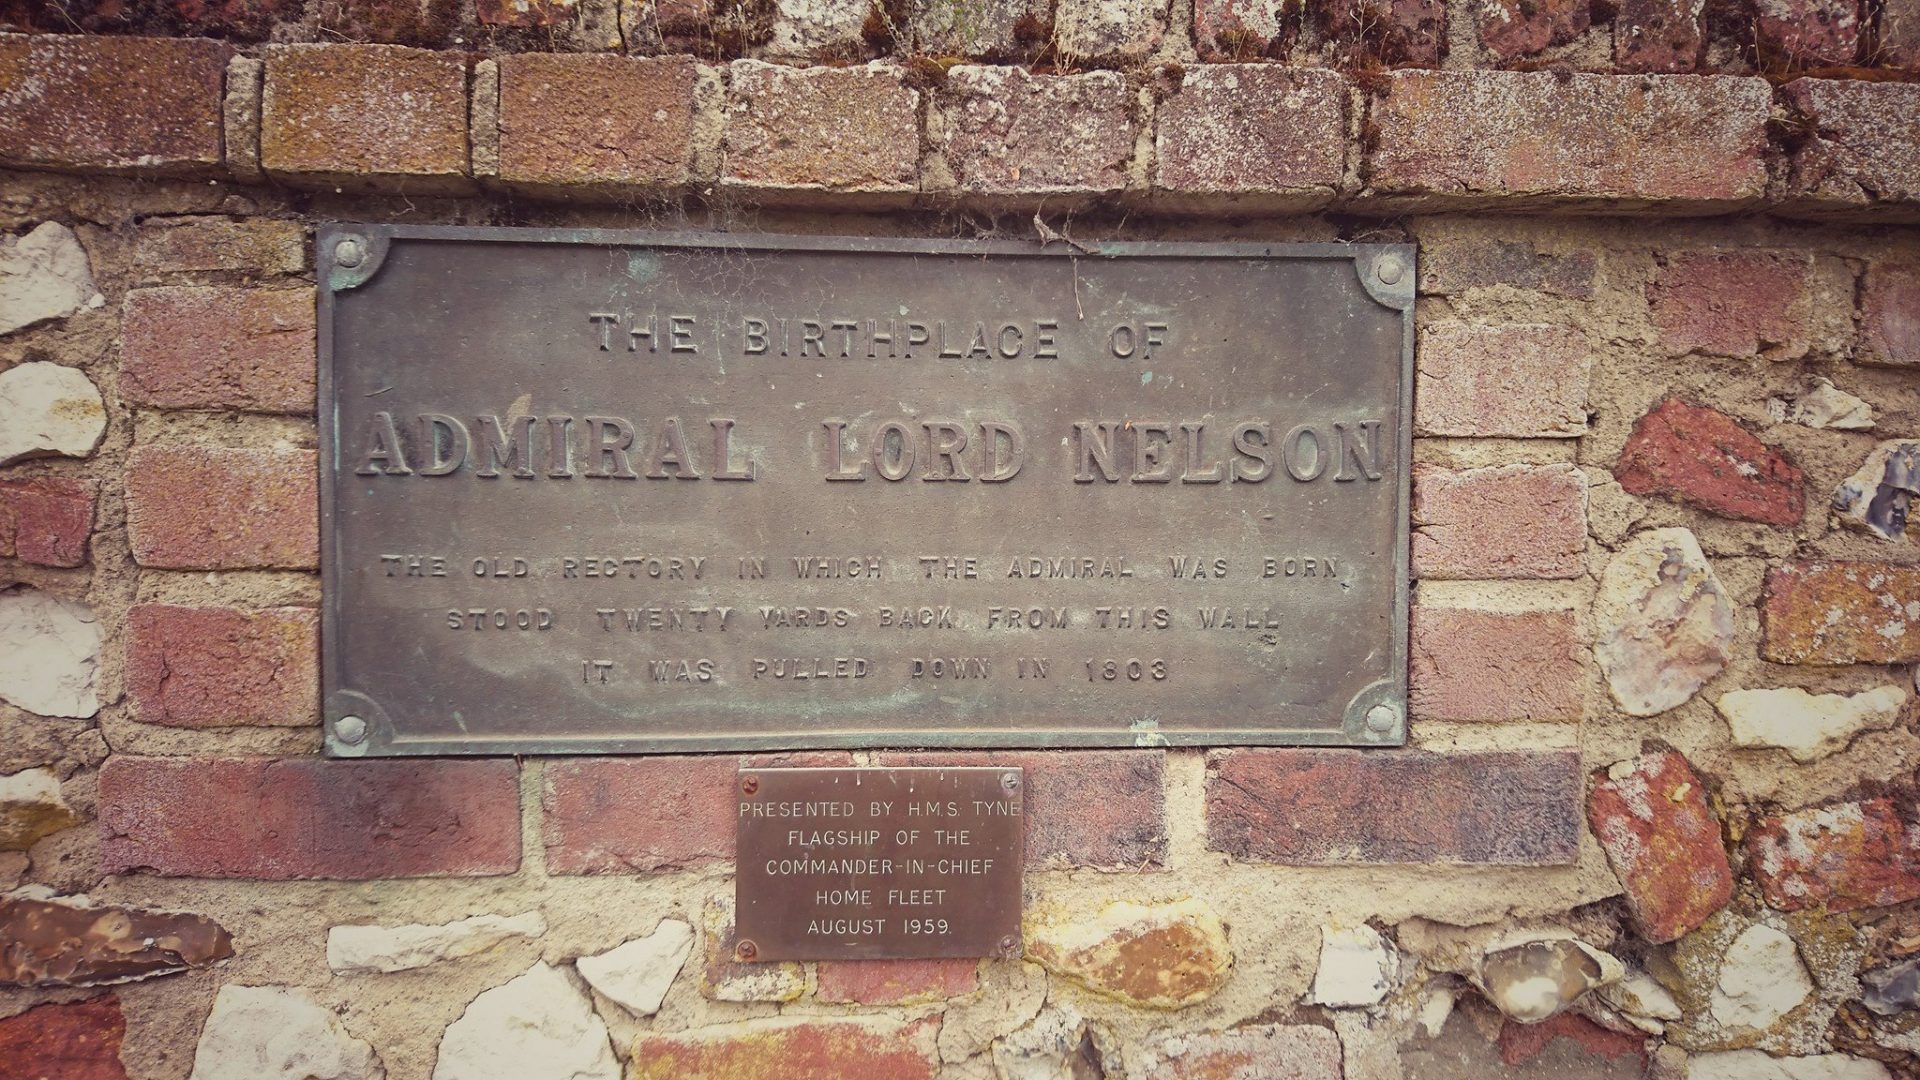 THE BIRTHPLACE OF
ADMIRAL LORD NELSON
THE OLD RECTORY IN WHICH THE ADMIRAL WAS BORN
STOOD TWENTY YARDS BACK FROM THIS WALL
IT WAS PULLED DOWN IN 1803
PRESENTED BY H.M.S. TYNE
FLAGSHIP OF THE
COMMANDER-IN-CHIEF
HOME FLEET
AUGUST 1959.